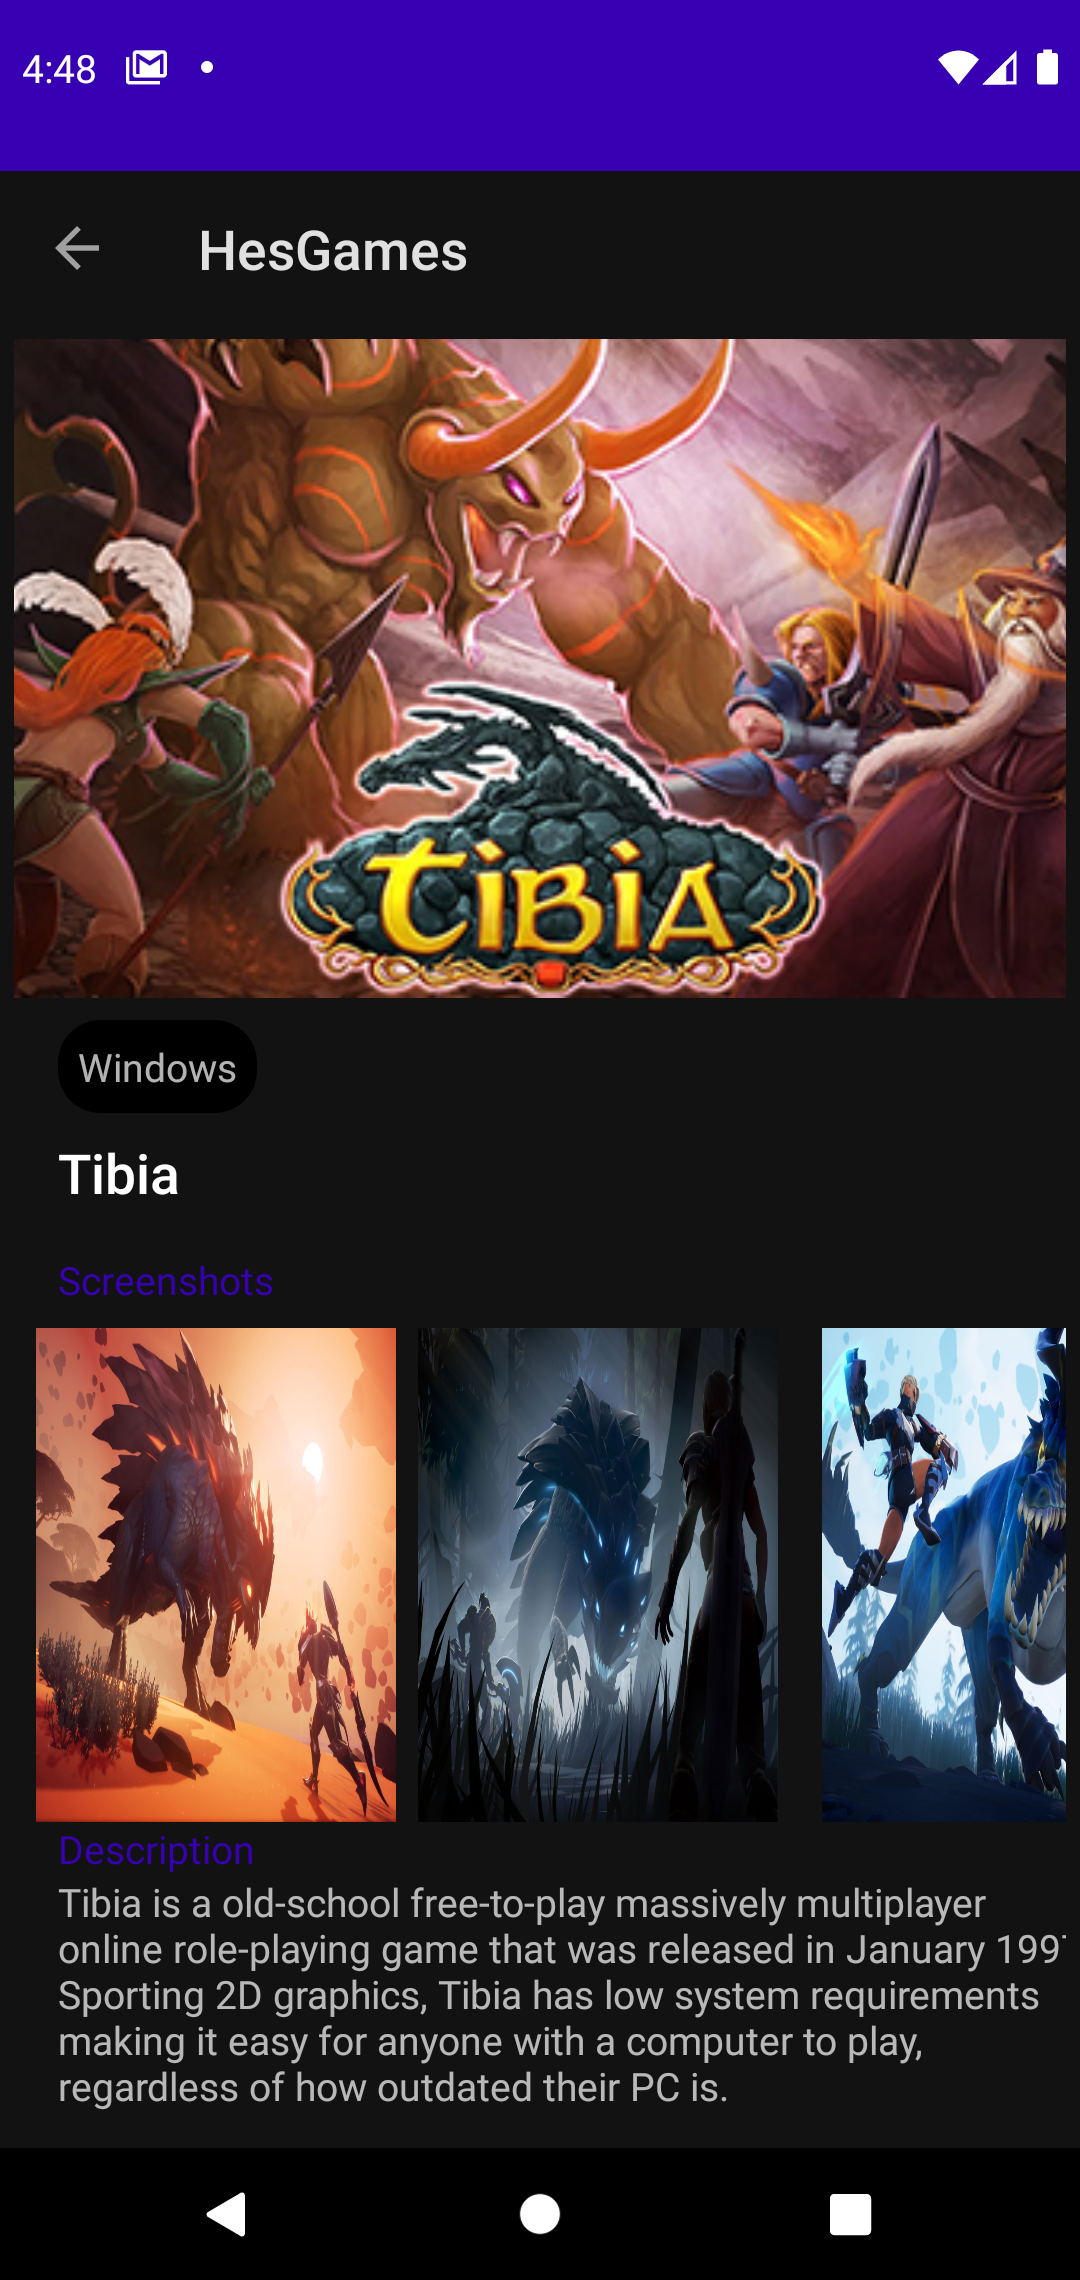 4:48
HesGames
TIBIA
Windows
Tibia
Screenshots
Description
Tibia is a old-school free-to-play massively multiplayer
online role-playing game that was released in January 199
Sporting 2D graphics, Tibia has low system requirements
making it easy for anyone with a computer to play,
regardless of how outdated their PC is.